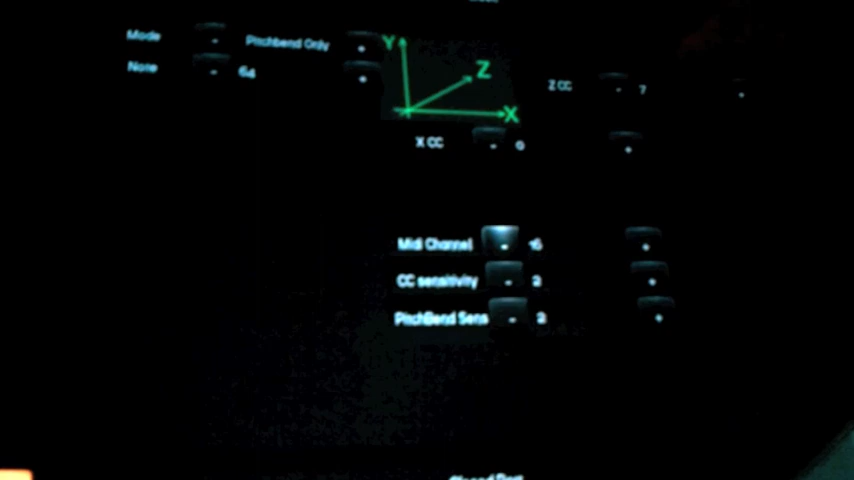 Mode - Pitchbend Only +
None - 64 +
Y
Z
X
Z CC - 7
X CC - 0 +
Midi Channel - 16 +
CC sensitivity - 2 +
PitchBend Sens - 2 +